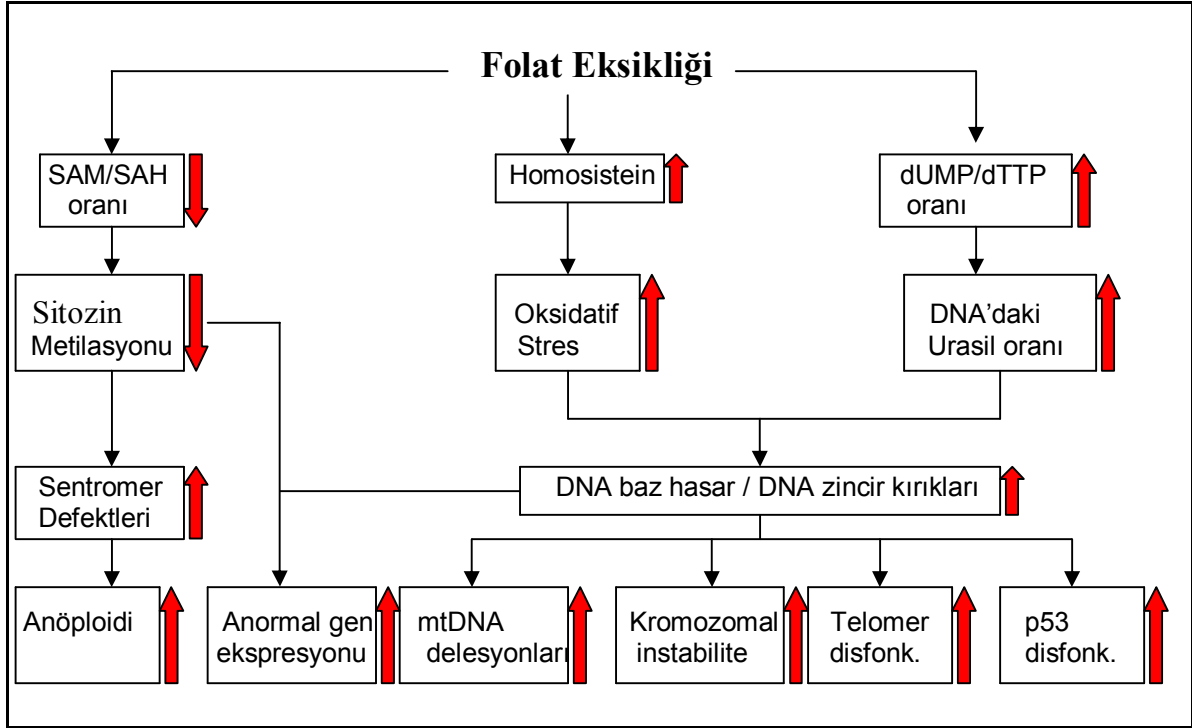 Folat Eksikliği
SAM/SAH
oranı
Homosistein
dUMP/dTTP
oranı
Sitozin
Metilasyonu
Oksidatif
Stres
DNA’daki
Urasil oranı
Sentromer
Defektleri
DNA baz hasar / DNA zincir kırıkları
Anöploidi
Anormal gen
ekspresyonu
mtDNA
delesyonları
Kromozomal
instabilite
Telomer
disfonk.
p53
disfonk.